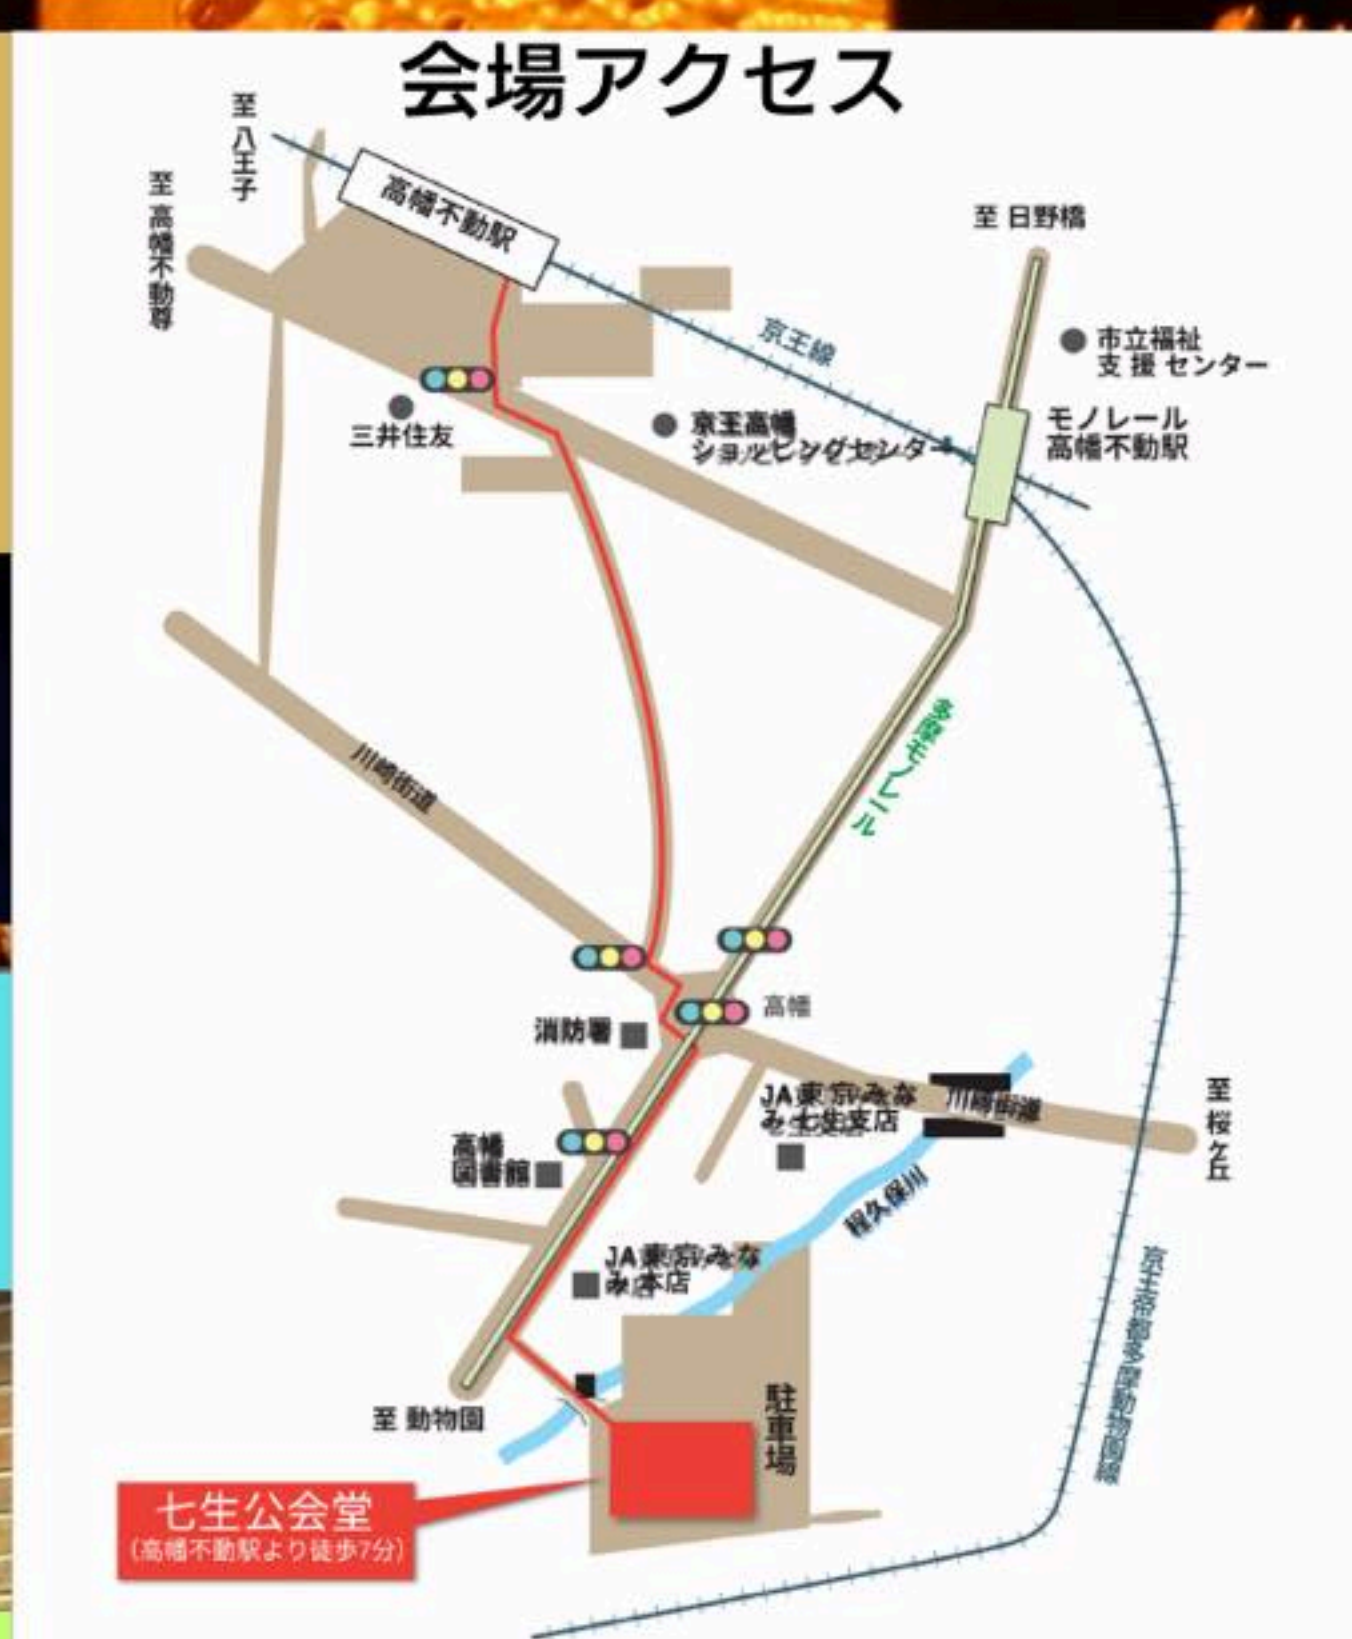 会場アクセス
至 八王子
至 高幡不動尊
高幡不動駅
至 日野橋
京王線
市立福祉
支援 センター
モノレール
高幡不動駅
三井住友
京王高幡
ショッピングセンター
多摩モノレール
川崎街道
高幡
消防署
JA東京みな
み 七生支店
川崎街道
至 桜ケ丘
高幡
図書館
程久保川
JA東京みな
み 本店
京王帝都多摩動物園線
至 動物園
駐車場
七生公会堂
(高幡不動駅より徒歩7分)